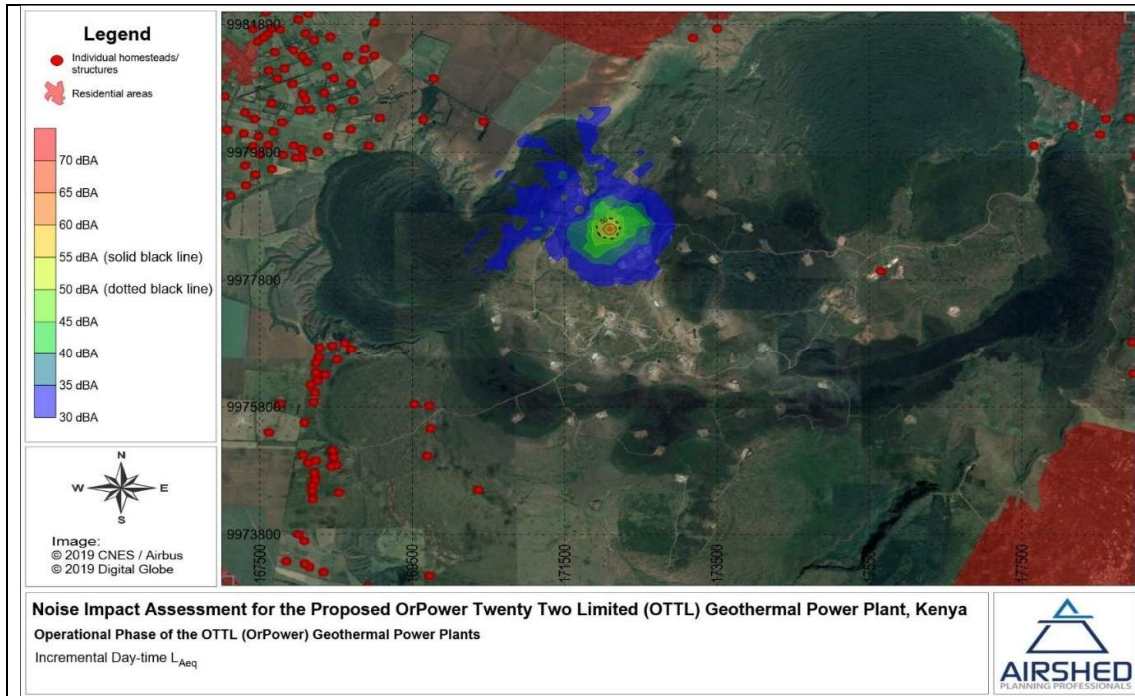 Legend
Individual homesteads/
structures
Residential areas
70 dBA
65 dBA
60 dBA
55 dBA (solid black line)
50 dBA (dotted black line)
45 dBA
40 dBA
35 dBA
30 dBA
N
W E
S
Image:
© 2019 CNES / Airbus
© 2019 Digital Globe
9981800
9979800
9977800
9975800
9973800
167500
169500
171500
173500
175500
177500
Noise Impact Assessment for the Proposed OrPower Twenty Two Limited (OTTL) Geothermal Power Plant, Kenya
Operational Phase of the OTTL (OrPower) Geothermal Power Plants
Incremental Day-time LAeq
AIRSHED
PLANNING PROFESSIONALS